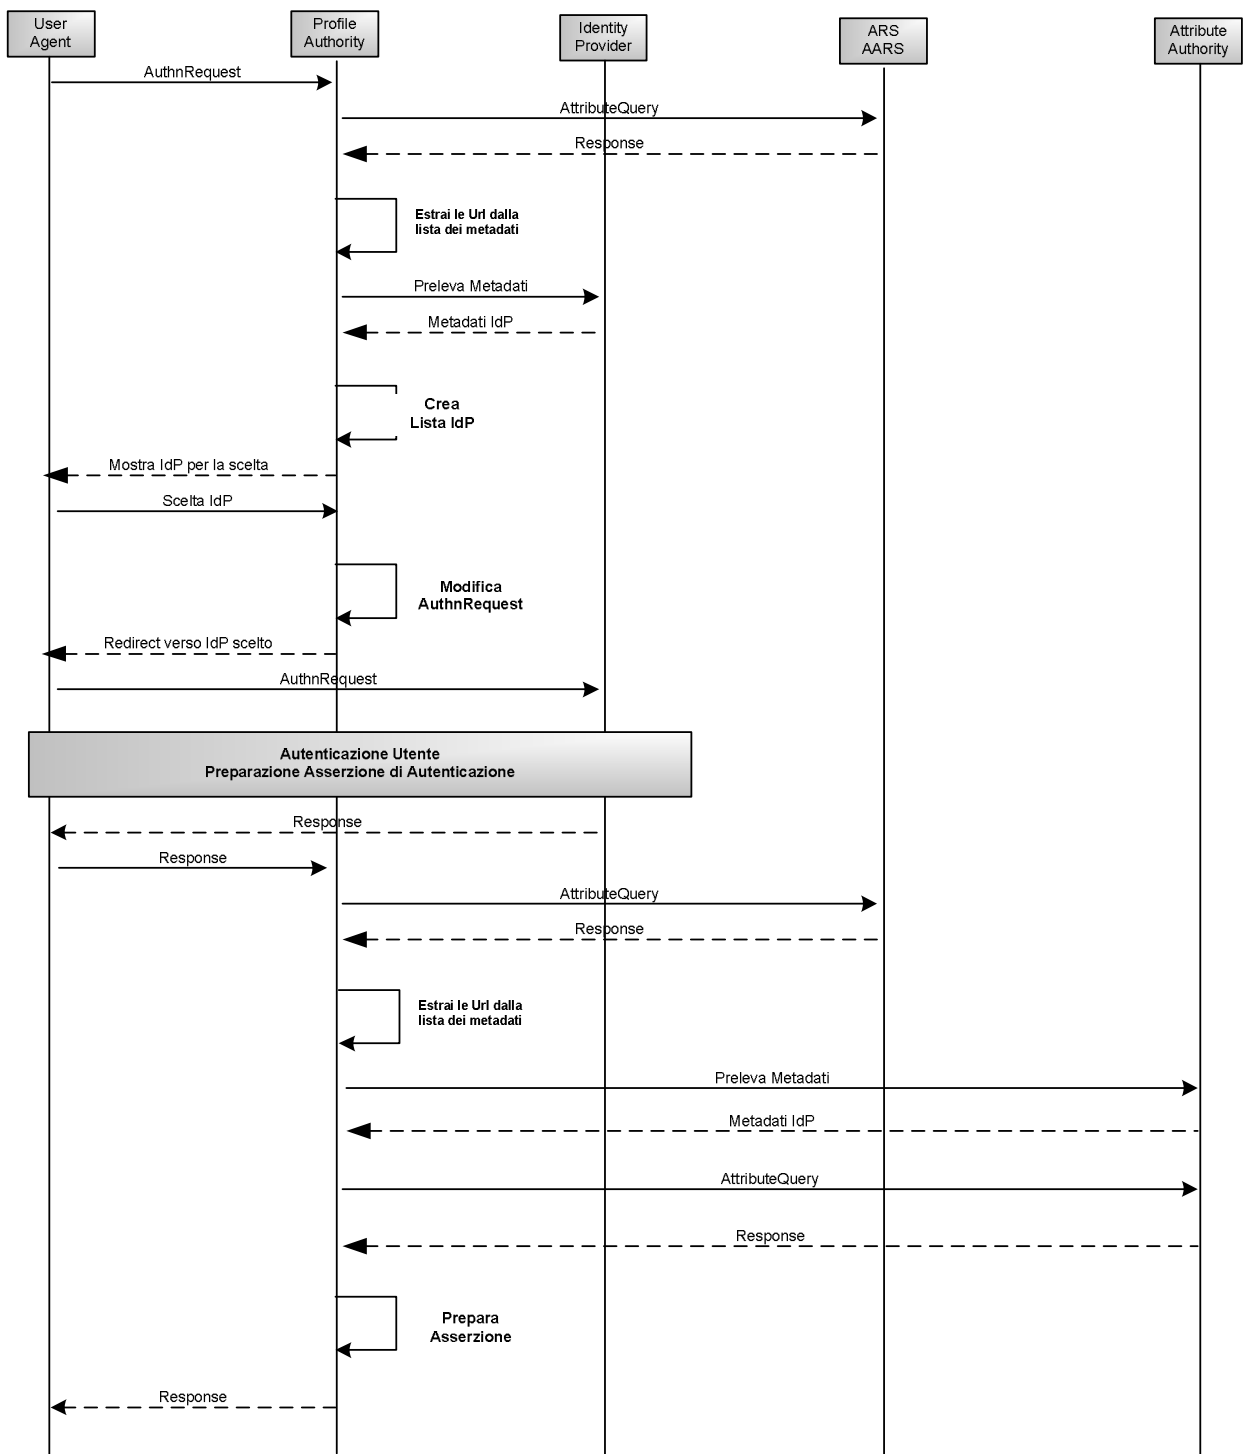 User
Agent
Profile
Authority
Identity
Provider
ARS
AARS
Attribute
Authority
AuthnRequest
AttributeQuery
Response
Estrai le Url dalla
lista dei metadati
Preleva Metadati
Metadati IdP
Crea
Lista IdP
Mostra IdP per la scelta
Scelta IdP
Modifica
AuthnRequest
Redirect verso IdP scelto
AuthnRequest
Autenticazione Utente
Preparazione Asserzione di Autenticazione
Response
Response
AttributeQuery
Response
Estrai le Url dalla
lista dei metadati
Preleva Metadati
Metadati IdP
AttributeQuery
Response
Prepara
Asserzione
Response